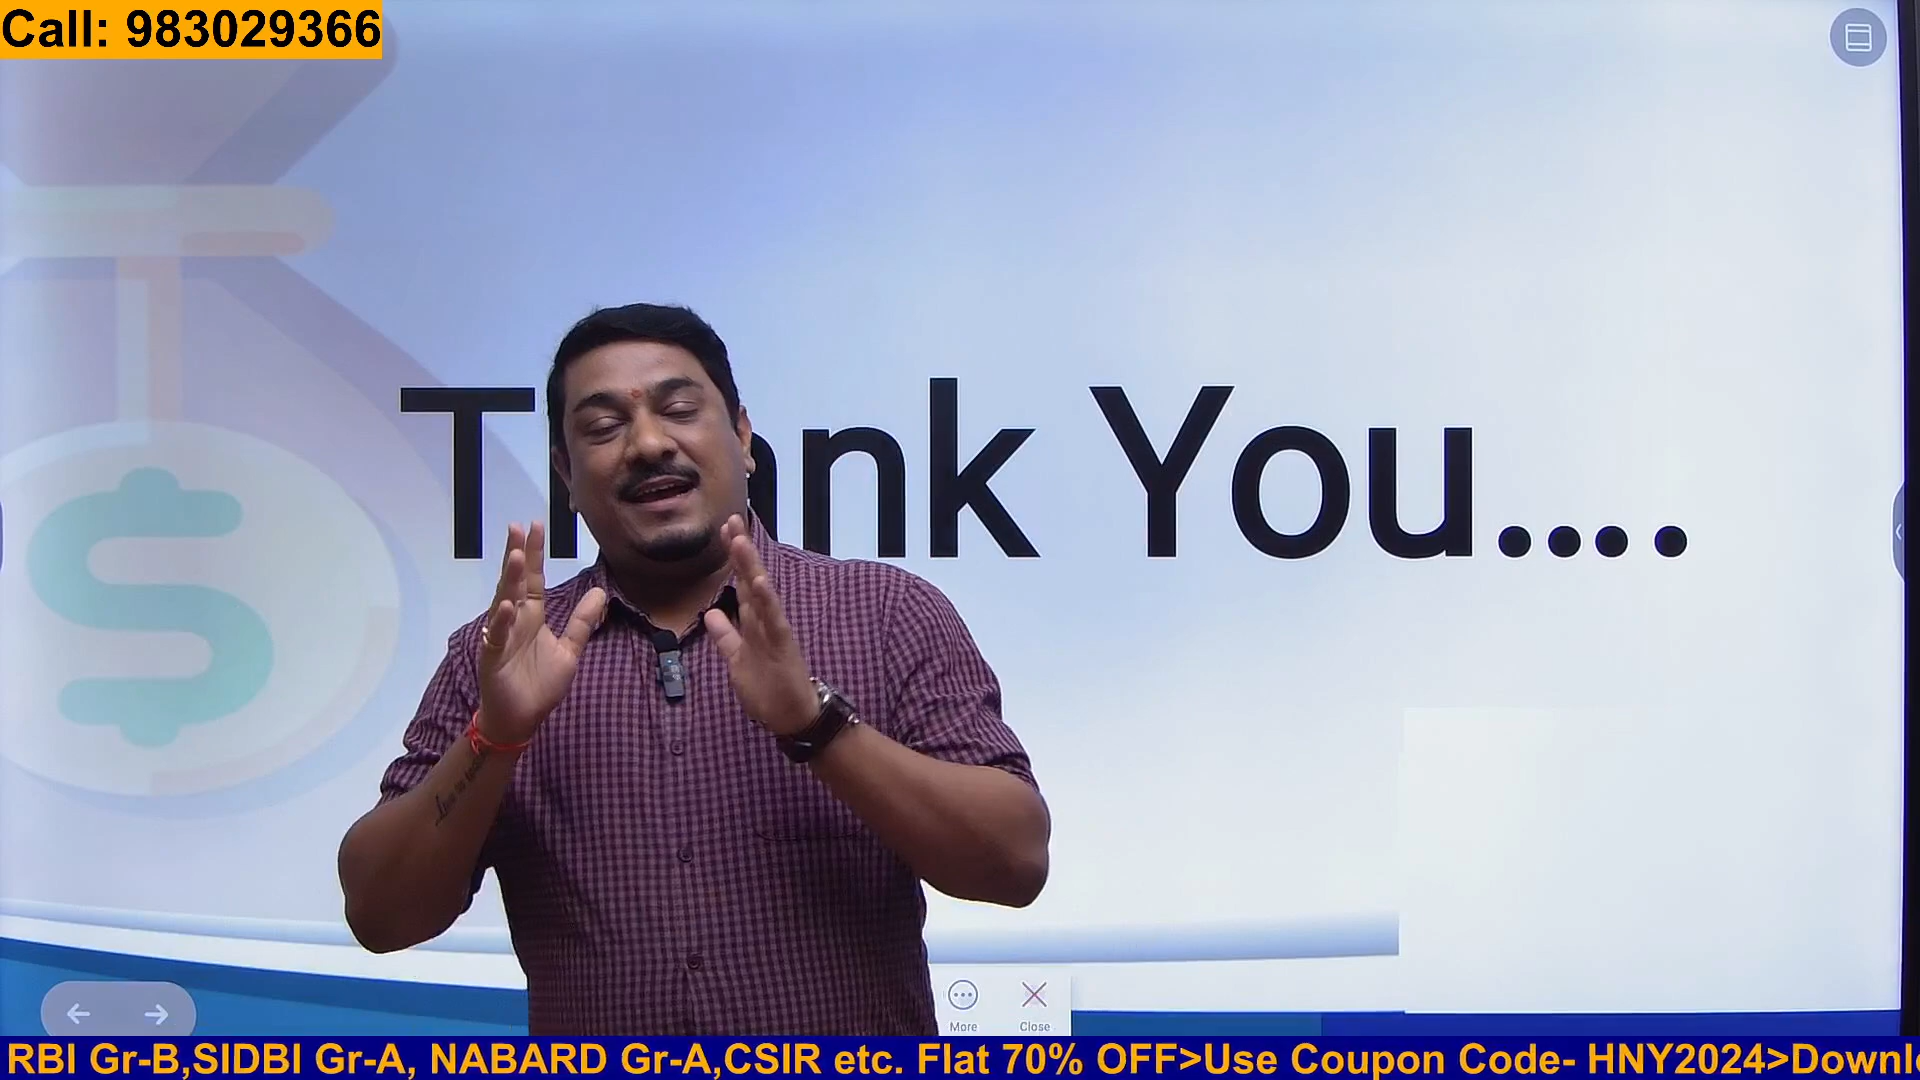 Call: 983029366
Thank You....
More
Close
RBI Gr-B,SIDBI Gr-A, NABARD Gr-A,CSIR etc. Flat 70% OFF>Use Coupon Code- HNY2024>Downl